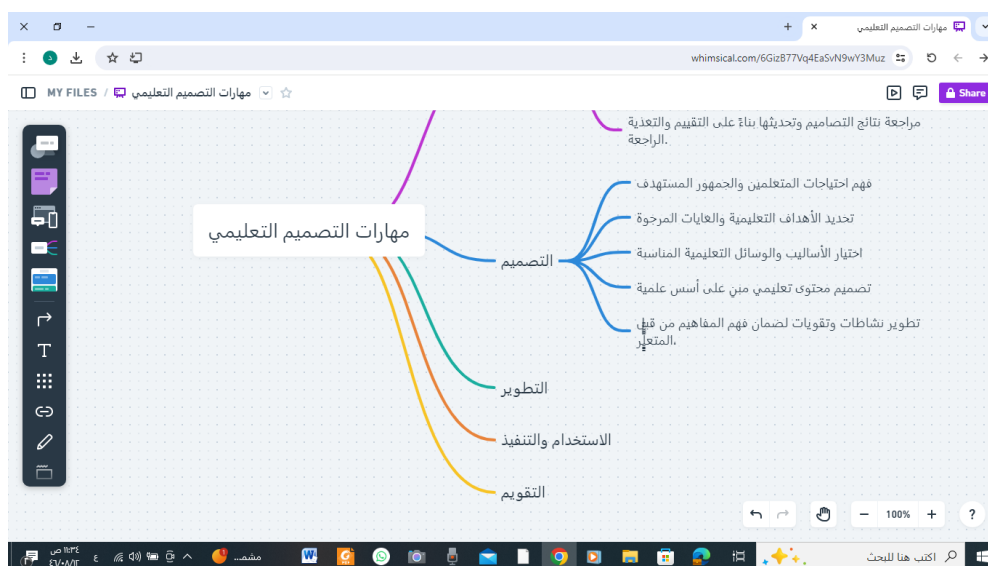 مهارات التصميم التعليمي
whimsical.com/6GizB77Vq4EaSvN9wY3Muz
MY FILES / مهارات التصميم التعليمي
Share
مراجعة نتائج التصاميم وتحديثها بناءً على التقييم والتغذية
الراجعة.
فهم احتياجات المتعلمين والجمهور المستهدف
تحديد الأهداف التعليمية والغايات المرجوة
اختيار الأساليب والوسائل التعليمية المناسبة
تصميم محتوى تعليمي مبنٍ على أسس علمية
تطوير نشاطات وتقويات لضمان فهم المفاهيم من قبل
مهارات التصميم التعليمي
التصميم
التطوير
الاستخدام والتنفيذ
التقويم
100%
?
اكتب هنا للبحث
مشمـ...
ع